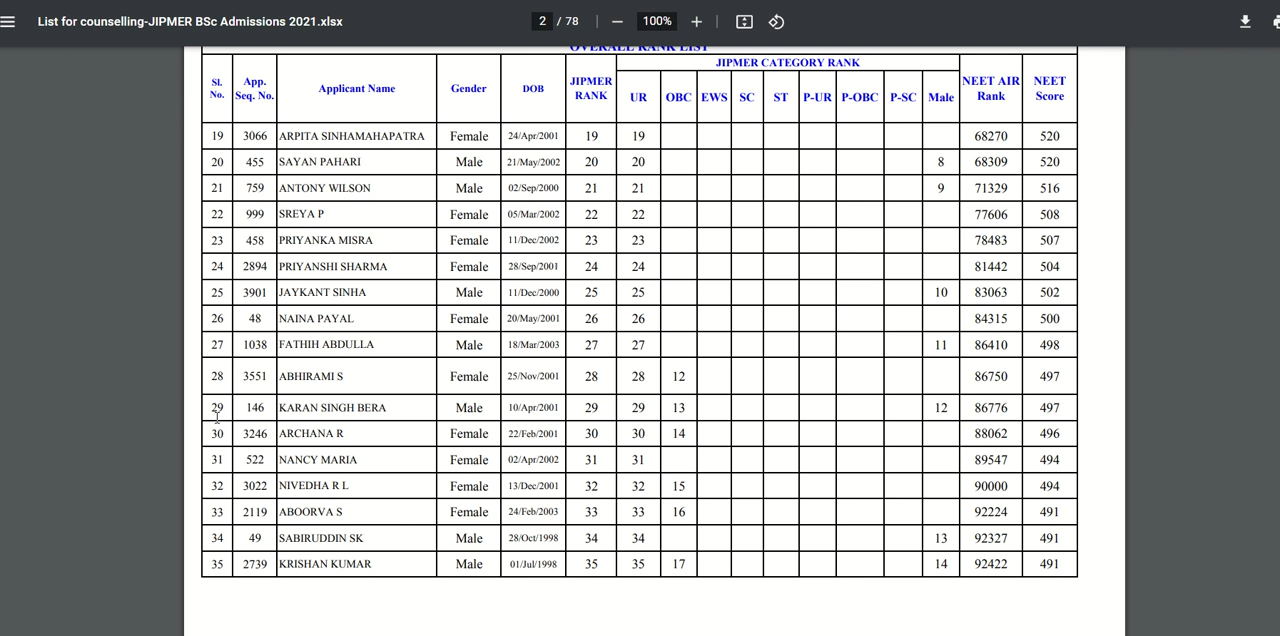 List for counselling-JIPMER BSc Admissions 2021.xlsx 2 / 78 100%
OVERALL RANK LIST
Sl. No. App. Seq. No. Applicant Name Gender DOB JIPMER RANK JIPMER CATEGORY RANK NEET AIR Rank NEET Score
UR OBC EWS SC ST P-UR P-OBC P-SC Male
19 3066 ARPITA SINHAMAHAPATRA Female 24/Apr/2001 19 19 68270 520
20 455 SAYAN PAHARI Male 21/May/2002 20 20 8 68309 520
21 759 ANTONY WILSON Male 02/Sep/2000 21 21 9 71329 516
22 999 SREYA P Female 05/Mar/2002 22 22 77606 508
23 458 PRIYANKA MISRA Female 11/Dec/2002 23 23 78483 507
24 2894 PRIYANSHI SHARMA Female 28/Sep/2001 24 24 81442 504
25 3901 JAYKANT SINHA Male 11/Dec/2000 25 25 10 83063 502
26 48 NAINA PAYAL Female 20/May/2001 26 26 84315 500
27 1038 FATHIH ABDULLA Male 18/Mar/2003 27 27 11 86410 498
28 3551 ABHIRAMI S Female 25/Nov/2001 28 28 12 86750 497
29 146 KARAN SINGH BERA Male 10/Apr/2001 29 29 13 12 86776 497
30 3246 ARCHANA R Female 22/Feb/2001 30 30 14 88062 496
31 522 NANCY MARIA Female 02/Apr/2002 31 31 89547 494
32 3022 NIVEDHA R L Female 13/Dec/2001 32 32 15 90000 494
33 2119 ABOORVA S Female 24/Feb/2003 33 33 16 92224 491
34 49 SABIRUDDIN SK Male 28/Oct/1998 34 34 13 92327 491
35 2739 KRISHAN KUMAR Male 01/Jul/1998 35 35 17 14 92422 491